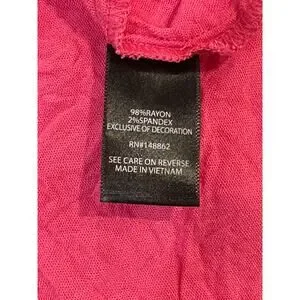 98%RAYON
2%SPANDEX
EXCLUSIVE OF DECORATION
RN#148862
SEE CARE ON REVERSE
MADE IN VIETNAM